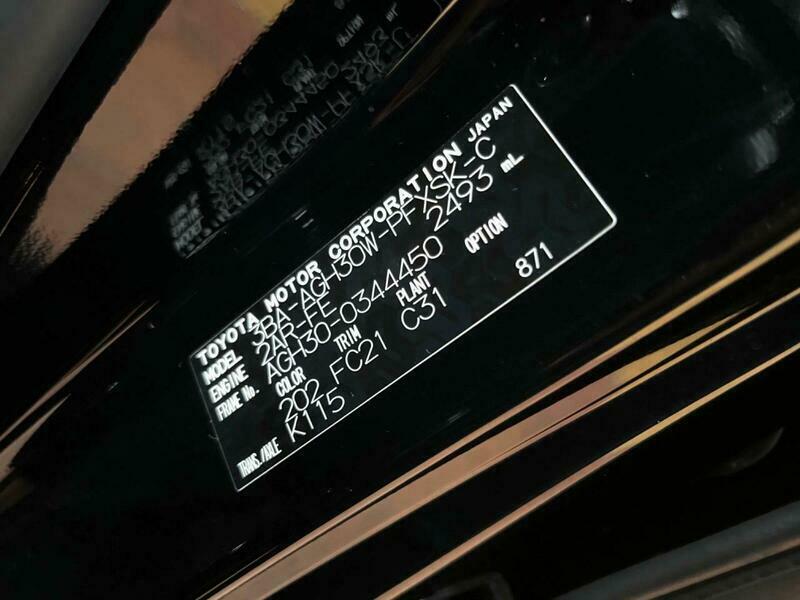 TOYOTA MOTOR CORPORATION JAPAN
MODEL 3BA-AGH30W-PFXSK-C
ENGINE 2AR-FE 2493 mL
FRAME No. AGH30-0344450
COLOR TRIM PLANT OPTION
202 FC21 C31 871
TRANS./AXLE K115